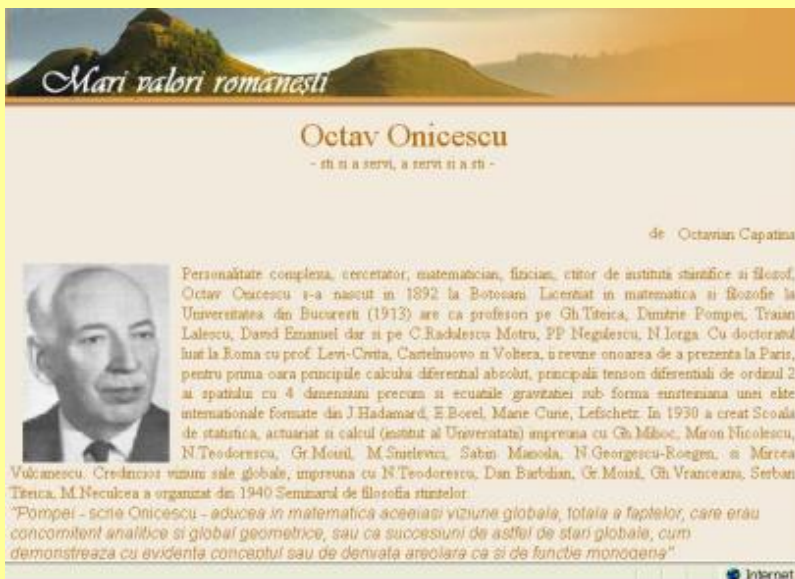 Mari valori romanești
Octav Onicescu
- sti si a servi, a servi si a sti -
de Octavian Capatina
Personalitate complexa, cercetator, matematician, fizician, ctitor de institutii stiintifice si filozof,
Octav Onicescu s-a nascut in 1892 la Botosani. Licentiat in matematica si filozofie la
Universitatea din Bucuresti (1913) are ca profesori pe Gh.Titeica, Dimitrie Pompei, Traian
Lalescu, David Emanuel dar si pe C.Radulescu Motru, P.P. Negulescu, N.Iorga. Cu doctoratul
luat la Roma cu prof. Levi-Civita, Castelnuovo si Voltera, ii revine onoarea de a prezenta la Paris,
pentru prima oara principiile calcului diferential absolut, principalii tensori diferentiali de ordinul 2
ai spatiului cu 4 dimensiuni precum si ecuatiile gravitatiei sub forma einsteiniana unei elite
internationale formate din J.Hadamard, E.Borel, Marie Curie, Lefschetz. In 1930 a creat Scoala
de statistica, actuariat si calcul (institut al Universitatii) impreuna cu Gh.Mihoc, Miron Nicolescu,
N.Teodorescu, Gr.Moisil, M.Snelevici, Sabin Manoila, N.Georgescu-Roegen, si Mircea
Vulcanescu. Credincios viziunii sale globale, impreuna cu N.Teodorescu, Dan Barbilian, Gr.Moisil, Gh.Vranceanu, Serban
Titeica, M.Neculcea a organizat din 1940 Seminarul de filosofia stiintelor.
"Pompei - scrie Onicescu - aducea in matematica aceeiasi viziune globala, totala a faptelor, care erau
concomitent analitice si global geometrice, sau ca succesiuni de astfel de stari globale, cum
demonstreaza cu evidenta conceptul sau de derivata areolara ca si de functie monogena"
Internet